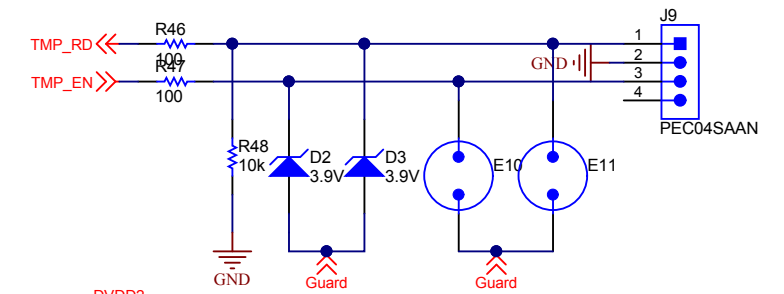 J9
R46
TMP_RD
100
1
GND
2
R47
TMP_EN
100
3
4
PEC04SAAN
R48
10k
D2
3.9V
D3
3.9V
E10
E11
GND
Guard
Guard